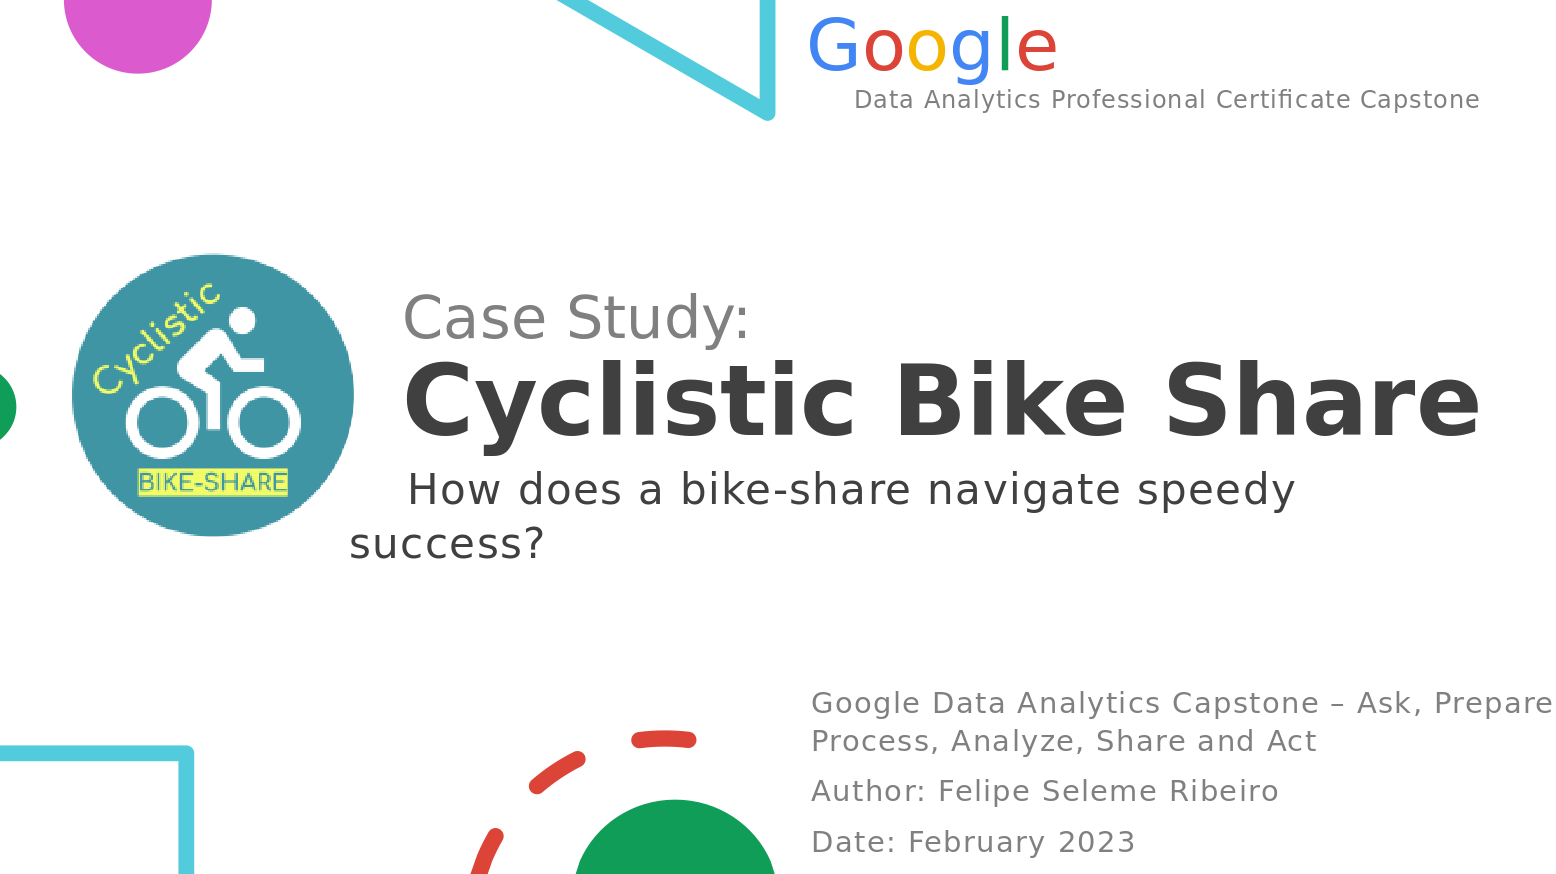 Google
Data Analytics Professional Certificate Capstone
Cyclistic
BIKE-SHARE
Case Study:
Cyclistic Bike Share
How does a bike-share navigate speedy
success?
Google Data Analytics Capstone – Ask, Prepare
Process, Analyze, Share and Act
Author: Felipe Seleme Ribeiro
Date: February 2023